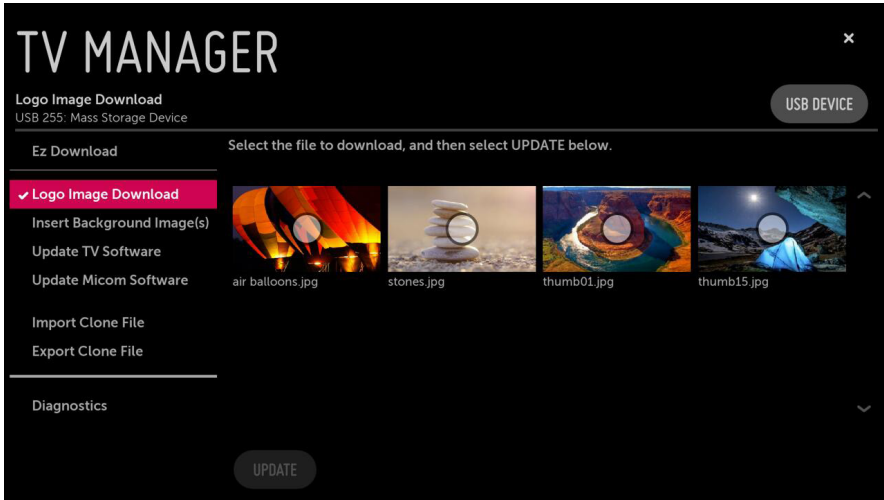 TV MANAGER
Logo Image Download
USB 255: Mass Storage Device
USB DEVICE
Ez Download
Select the file to download, and then select UPDATE below.
Logo Image Download
Insert Background Image(s)
Update TV Software
Update Micom Software
Import Clone File
Export Clone File
Diagnostics
air balloons.jpg
stones.jpg
thumb01.jpg
thumb15.jpg
UPDATE